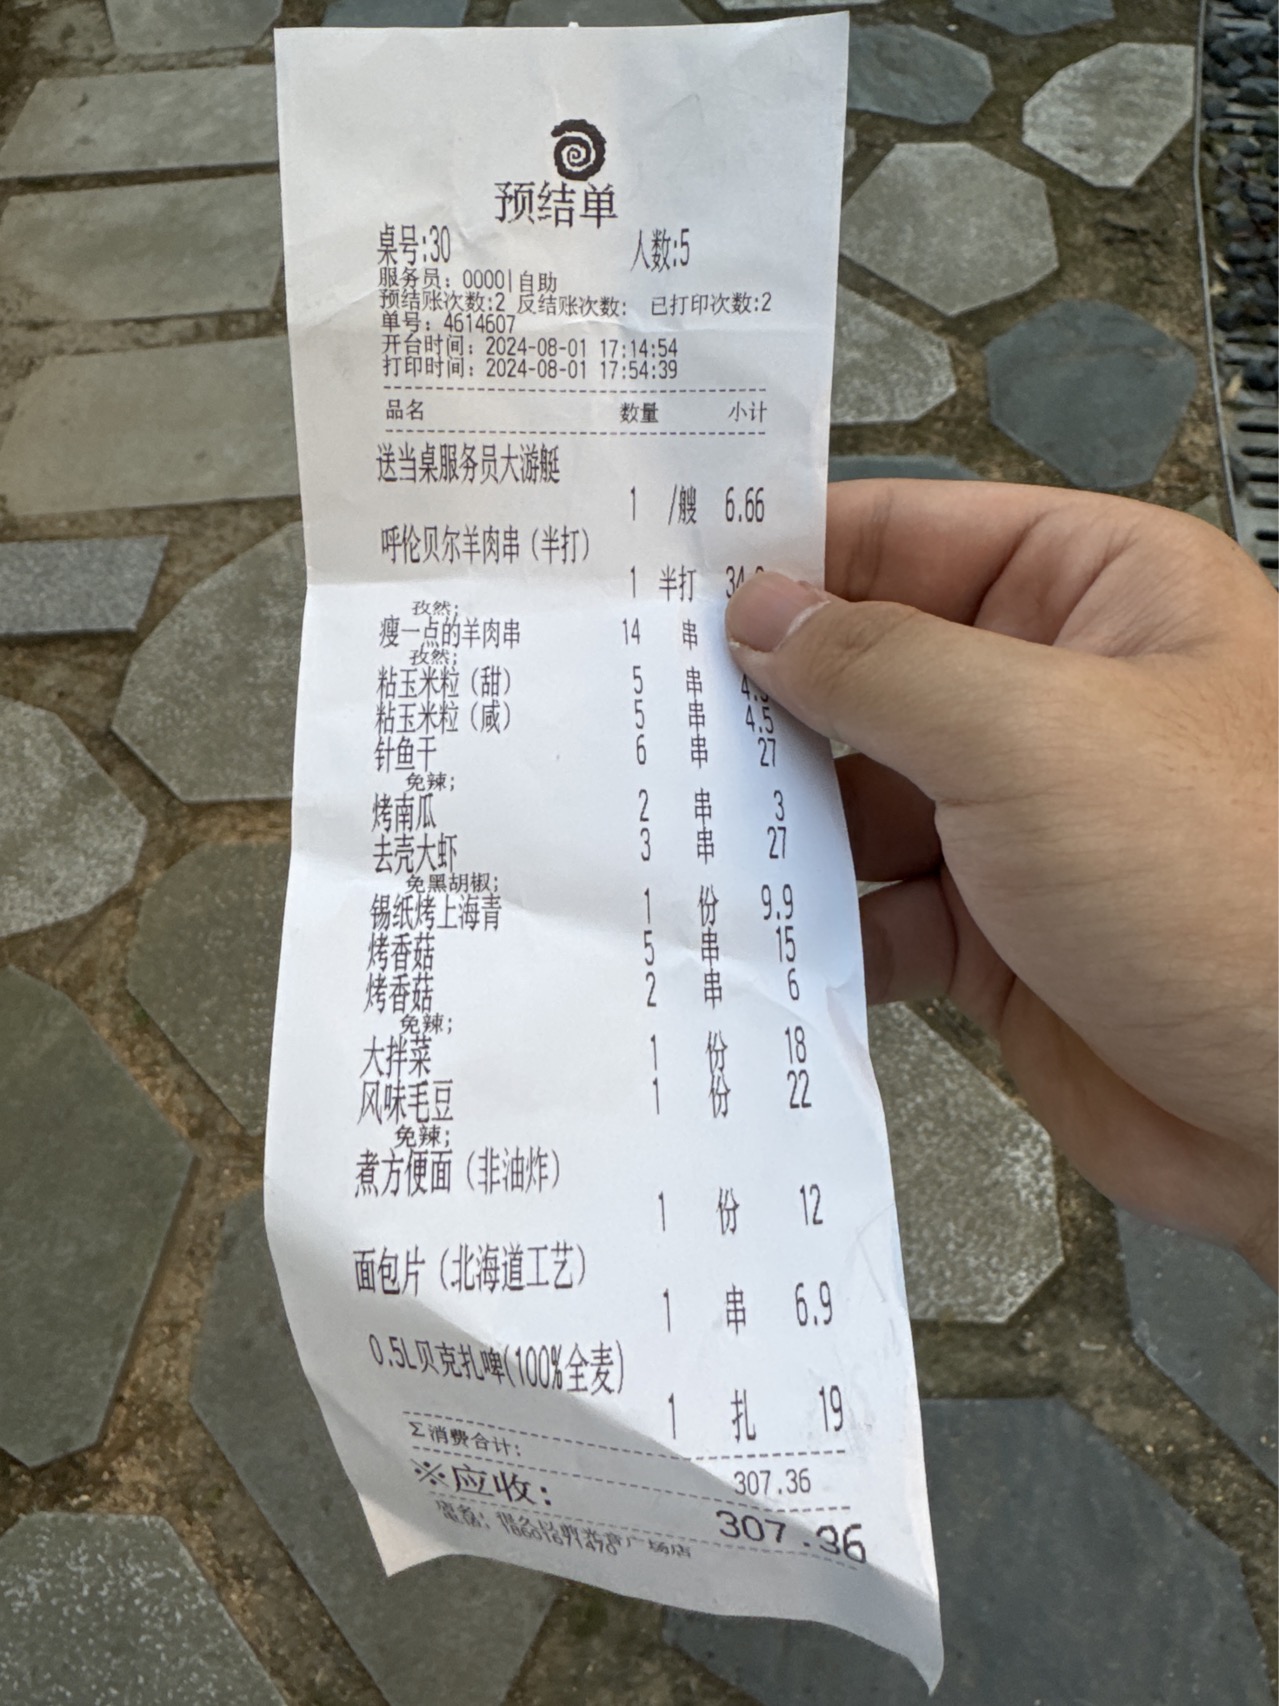 预结单
桌号:30 人数:5
服务员: 0000|自助
预结账次数:2 反结账次数: 已打印次数:2
单号: 4614607
开台时间: 2024-08-01 17:14:54
打印时间: 2024-08-01 17:54:39
品名 数量 小计
送当桌服务员大游艇
1 /艘 6.66
呼伦贝尔羊肉串(半打)
1 半打
孜然;
瘦一点的羊肉串 14 串
孜然;
粘玉米粒(甜) 5 串
粘玉米粒(咸) 5 串 4.5
针鱼干 6 串 27
免辣;
烤南瓜 2 串 3
去壳大虾 3 串 27
免黑胡椒;
锡纸烤上海青 1 份 9.9
烤香菇 5 串 15
烤香菇 2 串 6
免辣;
大拌菜 1 份 18
风味毛豆 1 份 22
免辣;
煮方便面(非油炸)
1 份 12
面包片(北海道工艺)
1 串 6.9
0.5L贝克扎啤(100%全麦)
1 扎 19
Σ消费合计: 307.36
※应收: 307.36
广场店